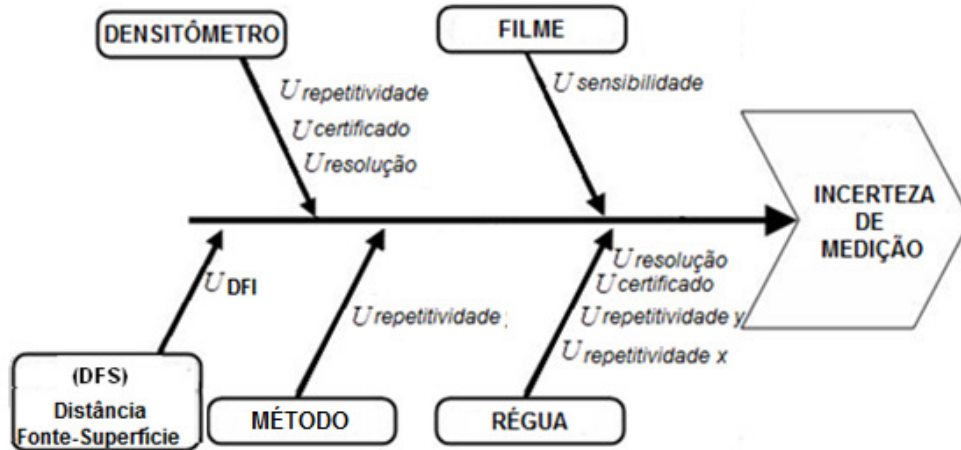 DENSITÔMETRO
U repetitividade
U certificado
U resolução
FILME
U sensibilidade
INCERTEZA
DE
MEDIÇÃO
U DFI
(DFS)
Distância
Fonte-Superfície
U repetitividade
MÉTODO
U resolução
U certificado
U repetitividade y
U repetitividade x
RÉGUA